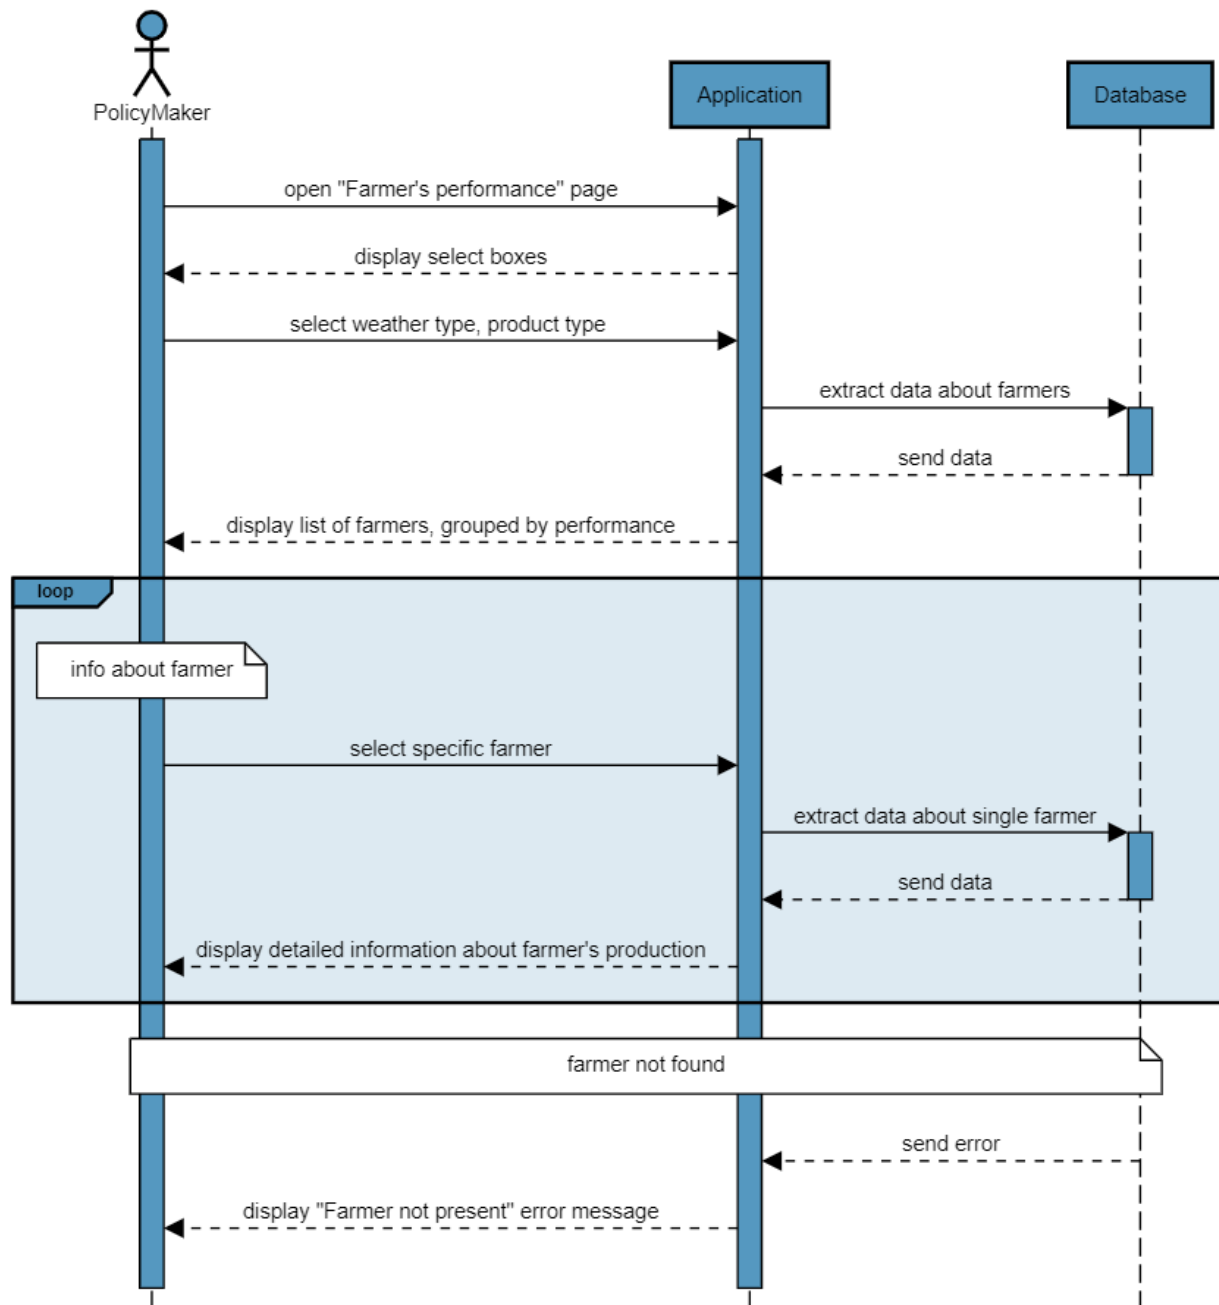 PolicyMaker
Application
Database
open "Farmer's performance" page
display select boxes
select weather type, product type
extract data about farmers
send data
display list of farmers, grouped by performance
loop
info about farmer
select specific farmer
extract data about single farmer
send data
display detailed information about farmer's production
farmer not found
send error
display "Farmer not present" error message